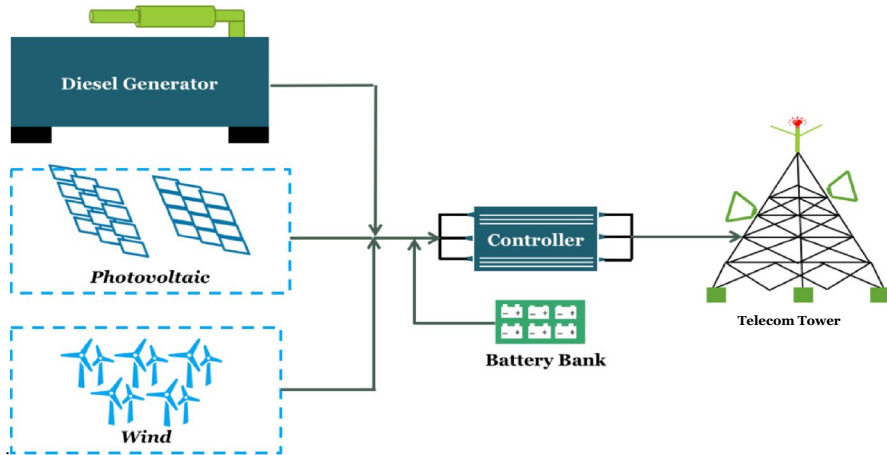 Diesel Generator
Photovoltaic
Controller
Telecom Tower
Battery Bank
Wind